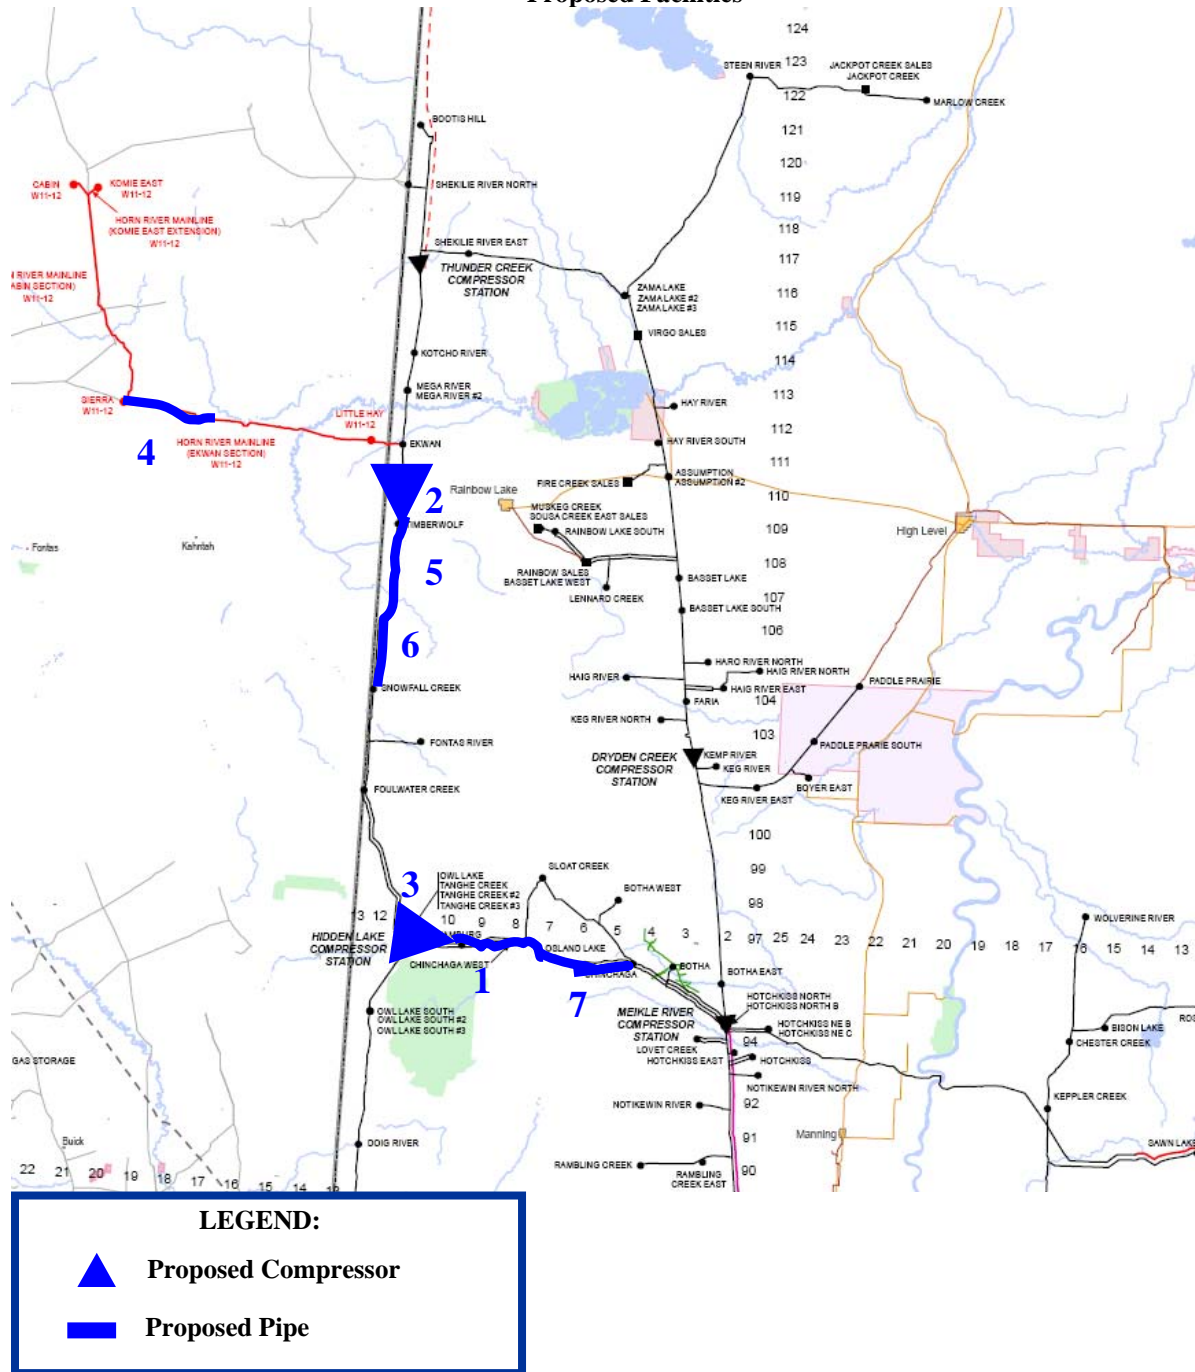 Proposed Facilities
124
123
122
121
120
119
118
117
116
115
114
113
112
111
110
109
108
107
106
104
103
100
99
98
97
94
92
91
90
STEEN RIVER
JACKPOT CREEK SALES
JACKPOT CREEK
MARLOW CREEK
BOOTIS HILL
CABIN
W11-12
KOMIE EAST
W11-12
SHEKILIE RIVER NORTH
HORN RIVER MAINLINE
(KOMIE EAST EXTENSION)
W11-12
SHEKILIE RIVER EAST
THUNDER CREEK
COMPRESSOR
STATION
N RIVER MAINLINE
ABIN SECTION)
W11-12
ZAMA LAKE
ZAMA LAKE #2
ZAMA LAKE #3
VIRGO SALES
KOTCHO RIVER
MEGA RIVER
MEGA RIVER #2
SIERRA
W11-12
HAY RIVER
LITTLE HAY
W11-12
4
HORN RIVER MAINLINE
(EKWAN SECTION)
W11-12
EKWAN
HAY RIVER SOUTH
ASSUMPTION
ASSUMPTION #2
FIRE CREEK SALES
Rainbow Lake
2
MUSKEG CREEK
SOUSA CREEK EAST SALES
RAINBOW LAKE SOUTH
TIMBERWOLF
High Level
Fontas
Kahntah
5
RAINBOW SALES
BASSET LAKE WEST
LENNARD CREEK
BASSET LAKE
BASSET LAKE SOUTH
6
HARO RIVER NORTH
HAIG RIVER NORTH
HAIG RIVER
HAIG RIVER EAST
PADDLE PRAIRIE
SNOWFALL CREEK
FARIA
KEG RIVER NORTH
FONTAS RIVER
PADDLE PRARIE SOUTH
DRYDEN CREEK
COMPRESSOR
STATION
KEMP RIVER
KEG RIVER
BOYER EAST
KEG RIVER EAST
FOULWATER CREEK
SLOAT CREEK
3
OWL LAKE
TANGHE CREEK
TANGHE CREEK #2
TANGHE CREEK #3
BOTHA WEST
WOLVERINE RIVER
13 12 10 9 8 7 6 5 4 3 2 25 24 23 22 21 20 19 18 17 16 15 14 13
HIDDEN LAKE
COMPRESSOR
STATION
AMBURG
OSLAND LAKE
CHINCHAGA WEST
1
CHINCHAGA
7
BOTHA
BOTHA EAST
HOTCHKISS NORTH
HOTCHKISS NORTH B
MEIKLE RIVER
COMPRESSOR
STATION
HOTCHKISS NE B
HOTCHKISS NE C
OWL LAKE SOUTH
OWL LAKE SOUTH #2
OWL LAKE SOUTH #3
LOVET CREEK
HOTCHKISS EAST
HOTCHKISS
BISON LAKE
ROS
CHESTER CREEK
GAS STORAGE
NOTIKEWIN RIVER NORTH
NOTIKEWIN RIVER
KEPPLER CREEK
Manning
Buick
DOIG RIVER
SAWN LAKE
RAMBLING CREEK
RAMBLING
CREEK EAST
22 21 20 19 18 17 16 15 14
LEGEND:
Proposed Compressor
Proposed Pipe